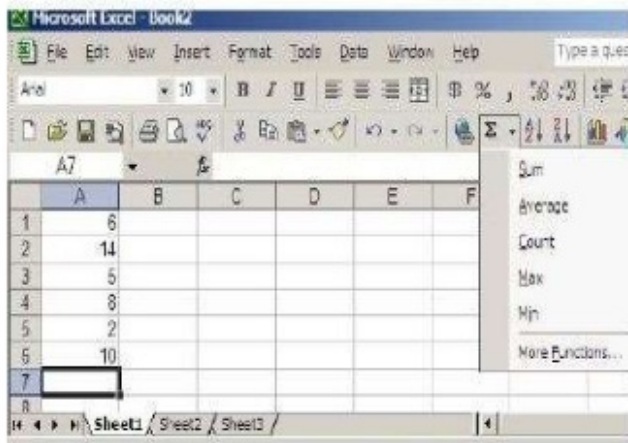 Microsoft Excel - Book2
File Edit View Insert Format Tools Data Window Help Type a ques
Arial 10 B I U $ % ,
Σ
A7 fx
A B C D E F
1 6
2 14
3 5
4 8
5 2
6 10
7
8
Sum
Average
Count
Max
Min
More Functions...
Sheet1 Sheet2 Sheet3